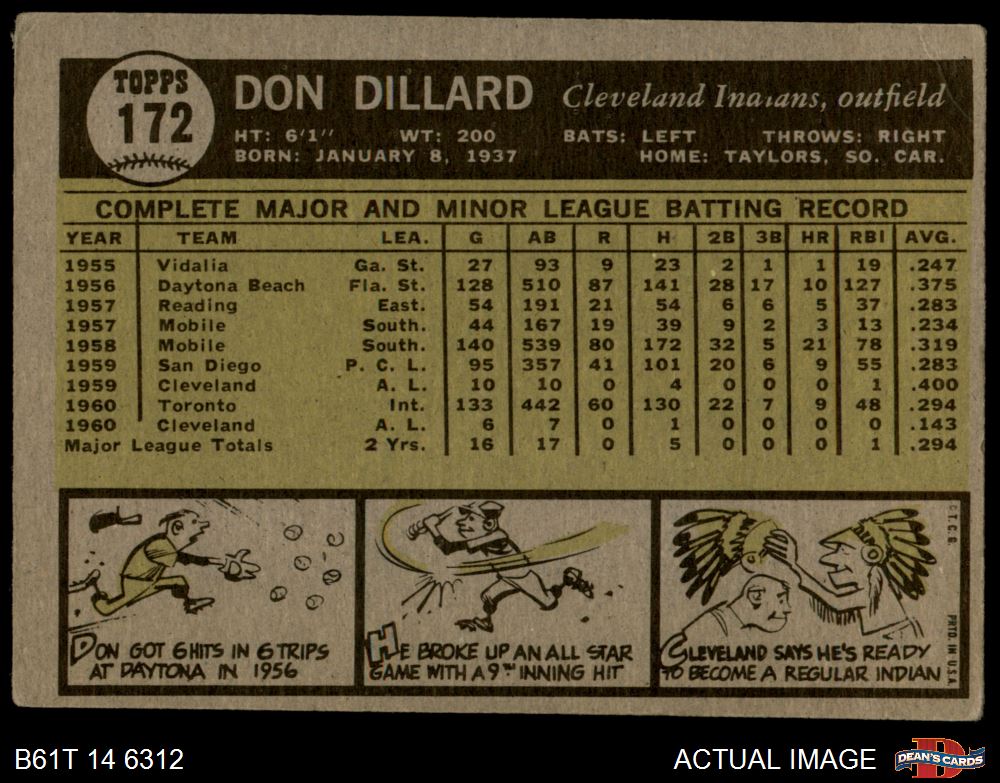 TOPPS
172
DON DILLARD Cleveland Indians, outfield
HT: 6'1" WT: 200 BATS: LEFT THROWS: RIGHT
BORN: JANUARY 8, 1937 HOME: TAYLORS, SO. CAR.
COMPLETE MAJOR AND MINOR LEAGUE BATTING RECORD
YEAR TEAM LEA. G AB R H 2B 3B HR RBI AVG.
1955 Vidalia Ga. St. 27 93 9 23 2 1 1 19 .247
1956 Daytona Beach Fla. St. 128 510 87 141 28 17 10 127 .375
1957 Reading East. 54 191 21 54 6 6 5 37 .283
1957 Mobile South. 44 167 19 39 9 2 3 13 .234
1958 Mobile South. 140 539 80 172 32 5 21 78 .319
1959 San Diego P. C. L. 95 357 41 101 20 6 9 55 .283
1959 Cleveland A. L. 10 10 0 4 0 0 0 1 .400
1960 Toronto Int. 133 442 60 130 22 7 9 48 .294
1960 Cleveland A. L. 6 7 0 1 0 0 0 0 .143
Major League Totals 2 Yrs. 16 17 0 5 0 0 0 1 .294
DON GOT 6 HITS IN 6 TRIPS
AT DAYTONA IN 1956
HE BROKE UP AN ALL STAR
GAME WITH A 9TH INNING HIT
CLEVELAND SAYS HE'S READY
TO BECOME A REGULAR INDIAN
©T.C.G.
PRTD. IN U.S.A.
B61T 14 6312
ACTUAL IMAGE
D
DEAN'S CARDS